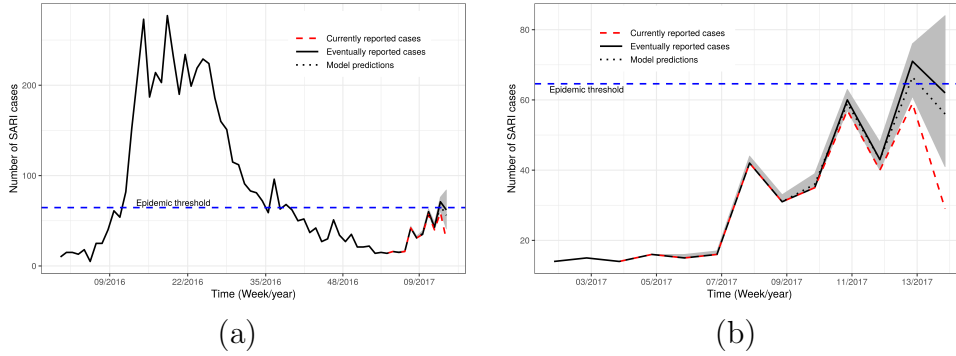 Number of SARI cases
200
100
0
Currently reported cases
Eventually reported cases
Model predictions
Epidemic threshold
09/2016
22/2016
35/2016
48/2016
09/2017
Time (Week/year)
(a)
Number of SARI cases
80
60
40
20
Currently reported cases
Eventually reported cases
Model predictions
Epidemic threshold
03/2017
05/2017
07/2017
09/2017
11/2017
13/2017
Time (Week/year)
(b)